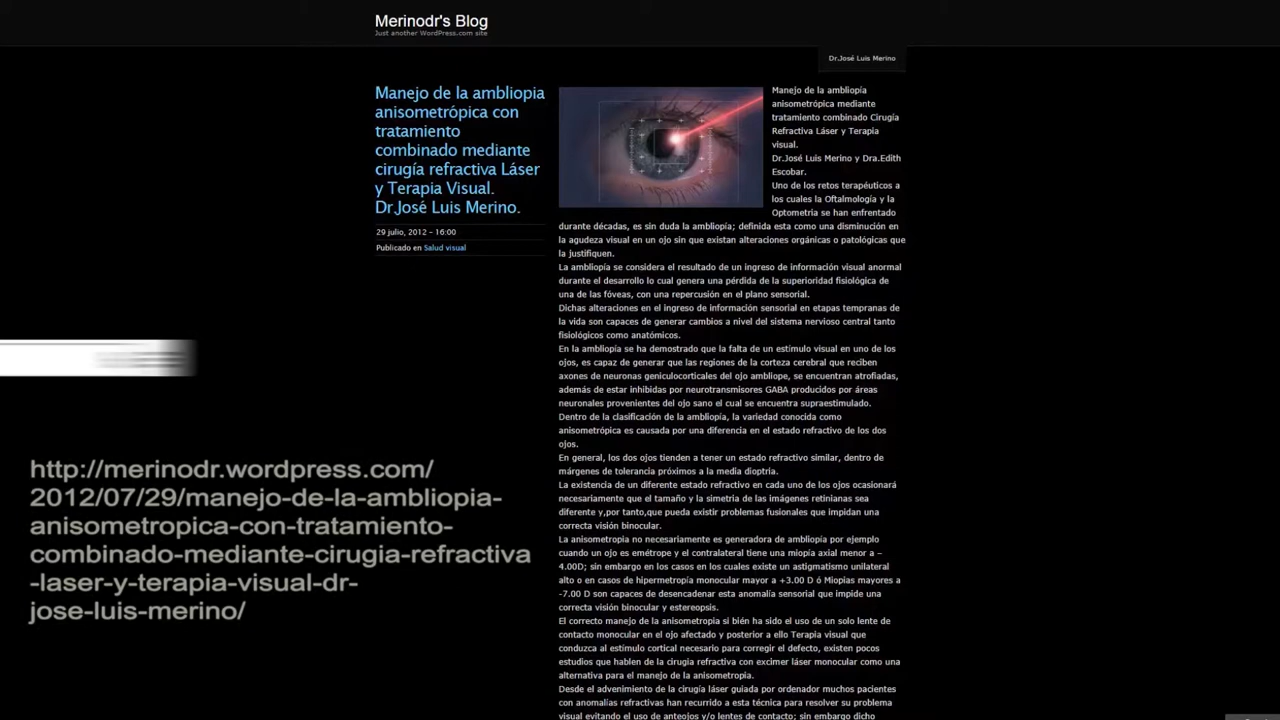 Merinodr's Blog
Just another WordPress.com site
Dr.José Luis Merino
Manejo de la ambliopia
anisometrópica con
tratamiento
combinado mediante
cirugía refractiva Láser
y Terapia Visual.
Dr.José Luis Merino.
29 julio, 2012 – 16:00
Publicado en Salud visual
Manejo de la ambliopía
anisometrópica mediante
tratamiento combinado Cirugía
Refractiva Láser y Terapia
visual.
Dr.José Luis Merino y Dra.Edith
Escobar.
Uno de los retos terapéuticos a
los cuales la Oftalmología y la
Optometria se han enfrentado
durante décadas, es sin duda la ambliopía; definida esta como una disminución en
la agudeza visual en un ojo sin que existan alteraciones orgánicas o patológicas que
la justifiquen.
La ambliopía se considera el resultado de un ingreso de información visual anormal
durante el desarrollo lo cual genera una pérdida de la superioridad fisiológica de
una de las fóveas, con una repercusión en el plano sensorial.
Dichas alteraciones en el ingreso de información sensorial en etapas tempranas de
la vida son capaces de generar cambios a nivel del sistema nervioso central tanto
fisiológicos como anatómicos.
En la ambliopía se ha demostrado que la falta de un estímulo visual en uno de los
ojos, es capaz de generar que las regiones de la corteza cerebral que reciben
axones de neuronas geniculocorticales del ojo ambliope, se encuentran atrofiadas,
además de estar inhibidas por neurotransmisores GABA producidos por áreas
neuronales provenientes del ojo sano el cual se encuentra supraestimulado.
Dentro de la clasificación de la ambliopía, la variedad conocida como
anisometrópica es causada por una diferencia en el estado refractivo de los dos
ojos.
En general, los dos ojos tienden a tener un estado refractivo similar, dentro de
márgenes de tolerancia próximos a la media dioptria.
La existencia de un diferente estado refractivo en cada uno de los ojos ocasionará
necesariamente que el tamaño y la simetria de las imágenes retinianas sea
diferente y,por tanto,que pueda existir problemas fusionales que impidan una
correcta visión binocular.
La anisometropia no necesariamente es generadora de ambliopía por ejemplo
cuando un ojo es emétrope y el contralateral tiene una miopía axial menor a –
4.00D; sin embargo en los casos en los cuales existe un astigmatismo unilateral
alto o en casos de hipermetropía monocular mayor a +3.00 D ó Miopias mayores a
-7.00 D son capaces de desencadenar esta anomalía sensorial que impide una
correcta visión binocular y estereopsis.
El correcto manejo de la anisometropia si bién ha sido el uso de un solo lente de
contacto monocular en el ojo afectado y posterior a ello Terapia visual que
conduzca al estímulo cortical necesario para corregir el defecto, existen pocos
estudios que hablen de la cirugia refractiva con excimer láser monocular como una
alternativa para el manejo de la anisometropia.
Desde el advenimiento de la cirugía láser guiada por ordenador muchos pacientes
con anomalías refractivas han recurrido a esta técnica para resolver su problema
visual evitando el uso de anteojos y/o lentes de contacto; sin embargo dicho
http://merinodr.wordpress.com/
2012/07/29/manejo-de-la-ambliopia-
anisometropica-con-tratamiento-
combinado-mediante-cirugia-refractiva
-laser-y-terapia-visual-dr-
jose-luis-merino/